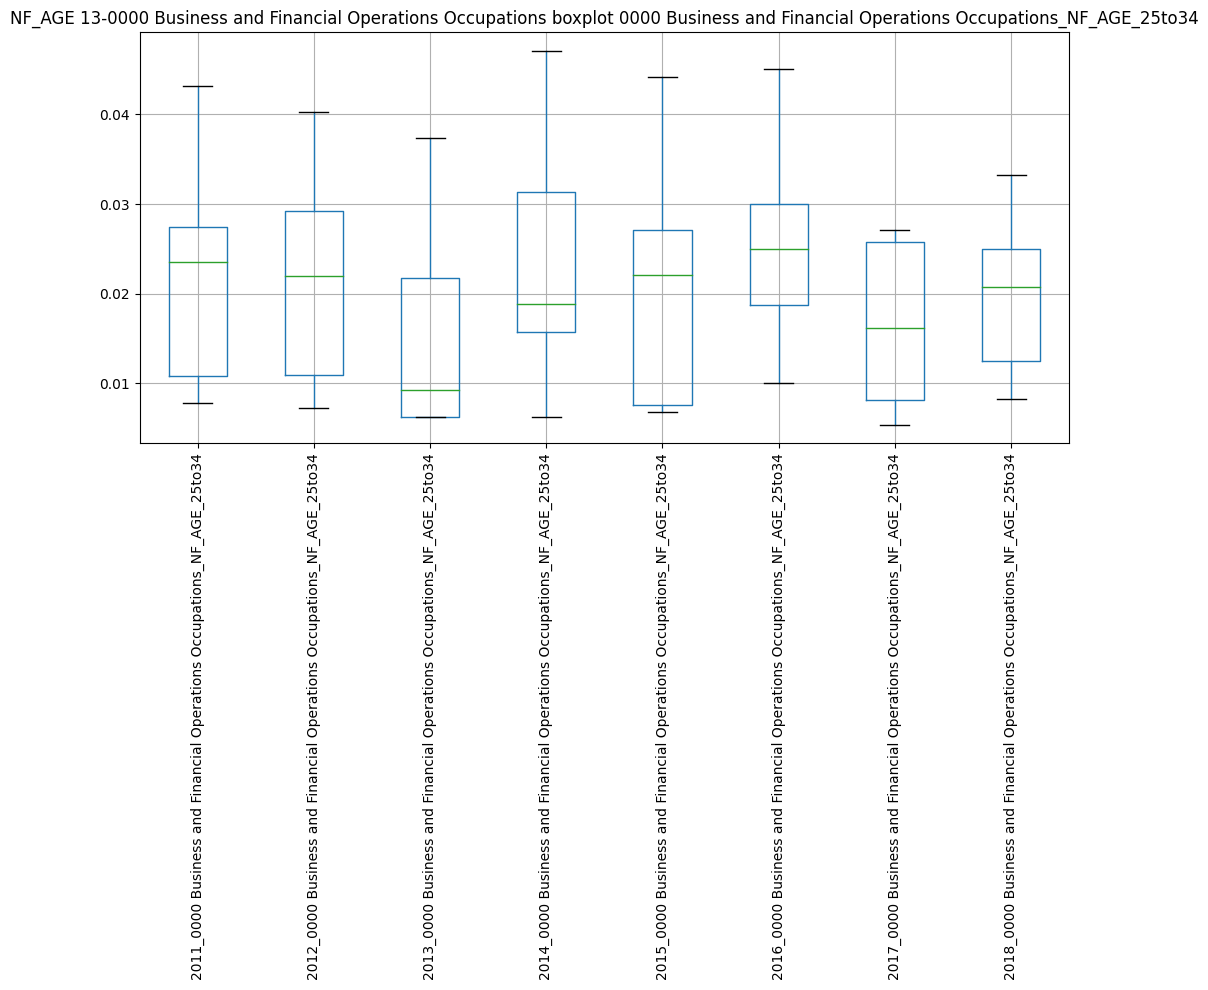 NF_AGE 13-0000 Business and Financial Operations Occupations boxplot 0000 Business and Financial Operations Occupations_NF_AGE_25to34
0.04
0.03
0.02
0.01
2011_0000 Business and Financial Operations Occupations_NF_AGE_25to34
2012_0000 Business and Financial Operations Occupations_NF_AGE_25to34
2013_0000 Business and Financial Operations Occupations_NF_AGE_25to34
2014_0000 Business and Financial Operations Occupations_NF_AGE_25to34
2015_0000 Business and Financial Operations Occupations_NF_AGE_25to34
2016_0000 Business and Financial Operations Occupations_NF_AGE_25to34
2017_0000 Business and Financial Operations Occupations_NF_AGE_25to34
2018_0000 Business and Financial Operations Occupations_NF_AGE_25to34